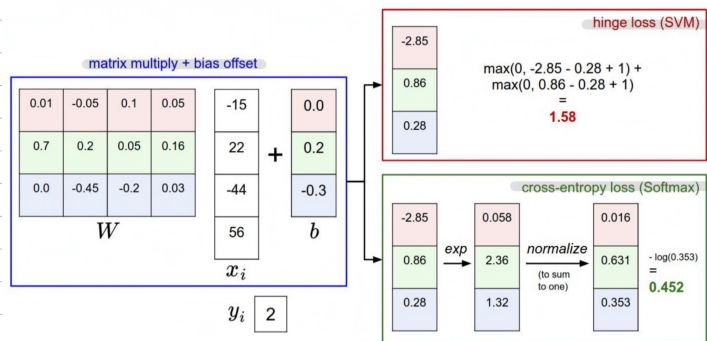 matrix multiply + bias offset
0.01 -0.05 0.1 0.05
0.7 0.2 0.05 0.16
0.0 -0.45 -0.2 0.03
W
-15
22
-44
56
x_i
+
0.0
0.2
-0.3
b
y_i 2
hinge loss (SVM)
-2.85
0.86
0.28
max(0, -2.85 - 0.28 + 1) +
max(0, 0.86 - 0.28 + 1)
=
1.58
cross-entropy loss (Softmax)
-2.85
0.86
0.28
exp
0.058
2.36
1.32
normalize
(to sum
to one)
0.016
0.631
0.353
- log(0.353)
=
0.452